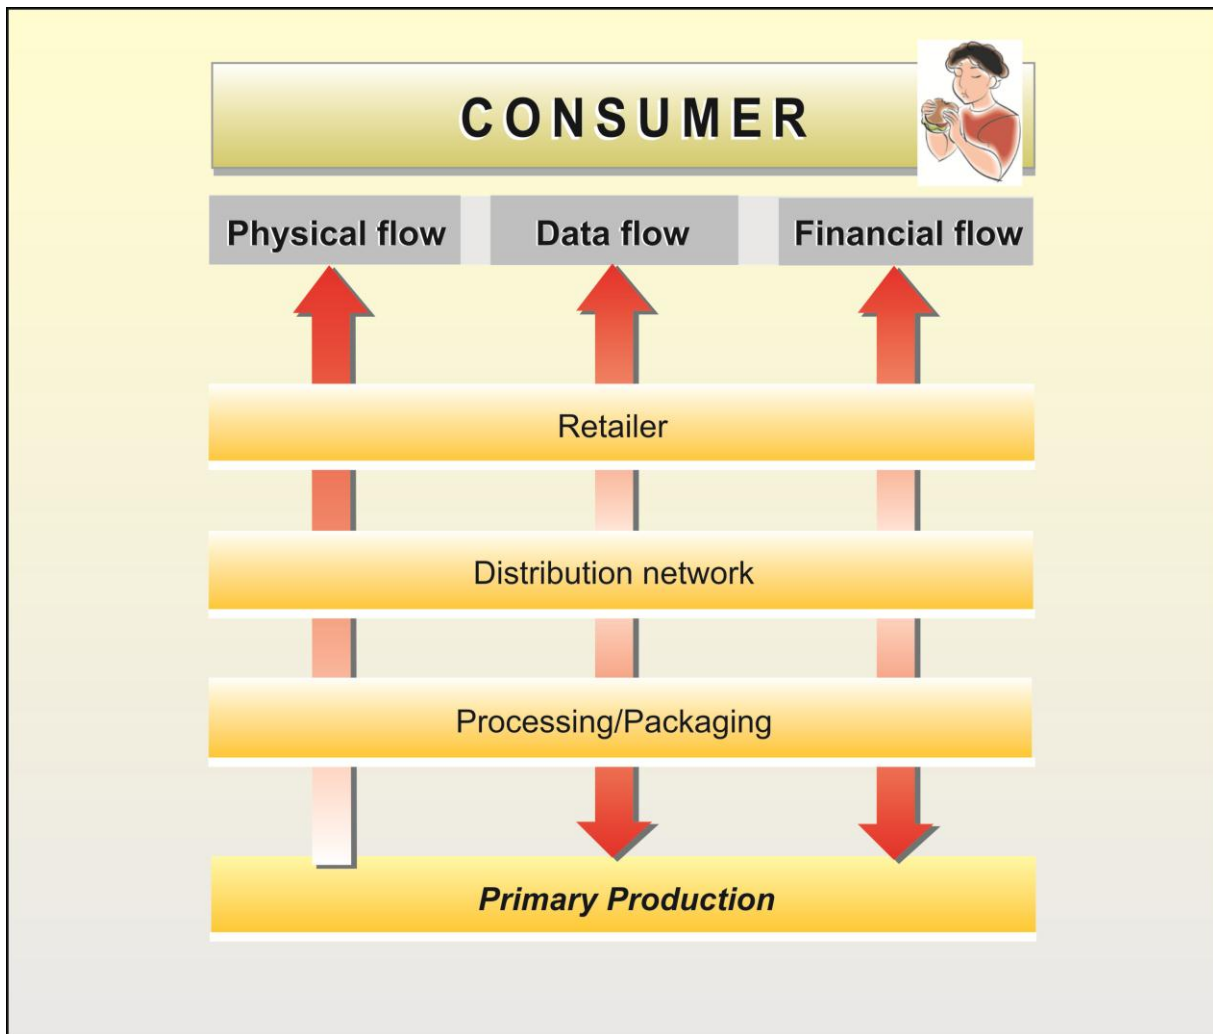 CONSUMER
Physical flow
Data flow
Financial flow
Retailer
Distribution network
Processing/Packaging
Primary Production